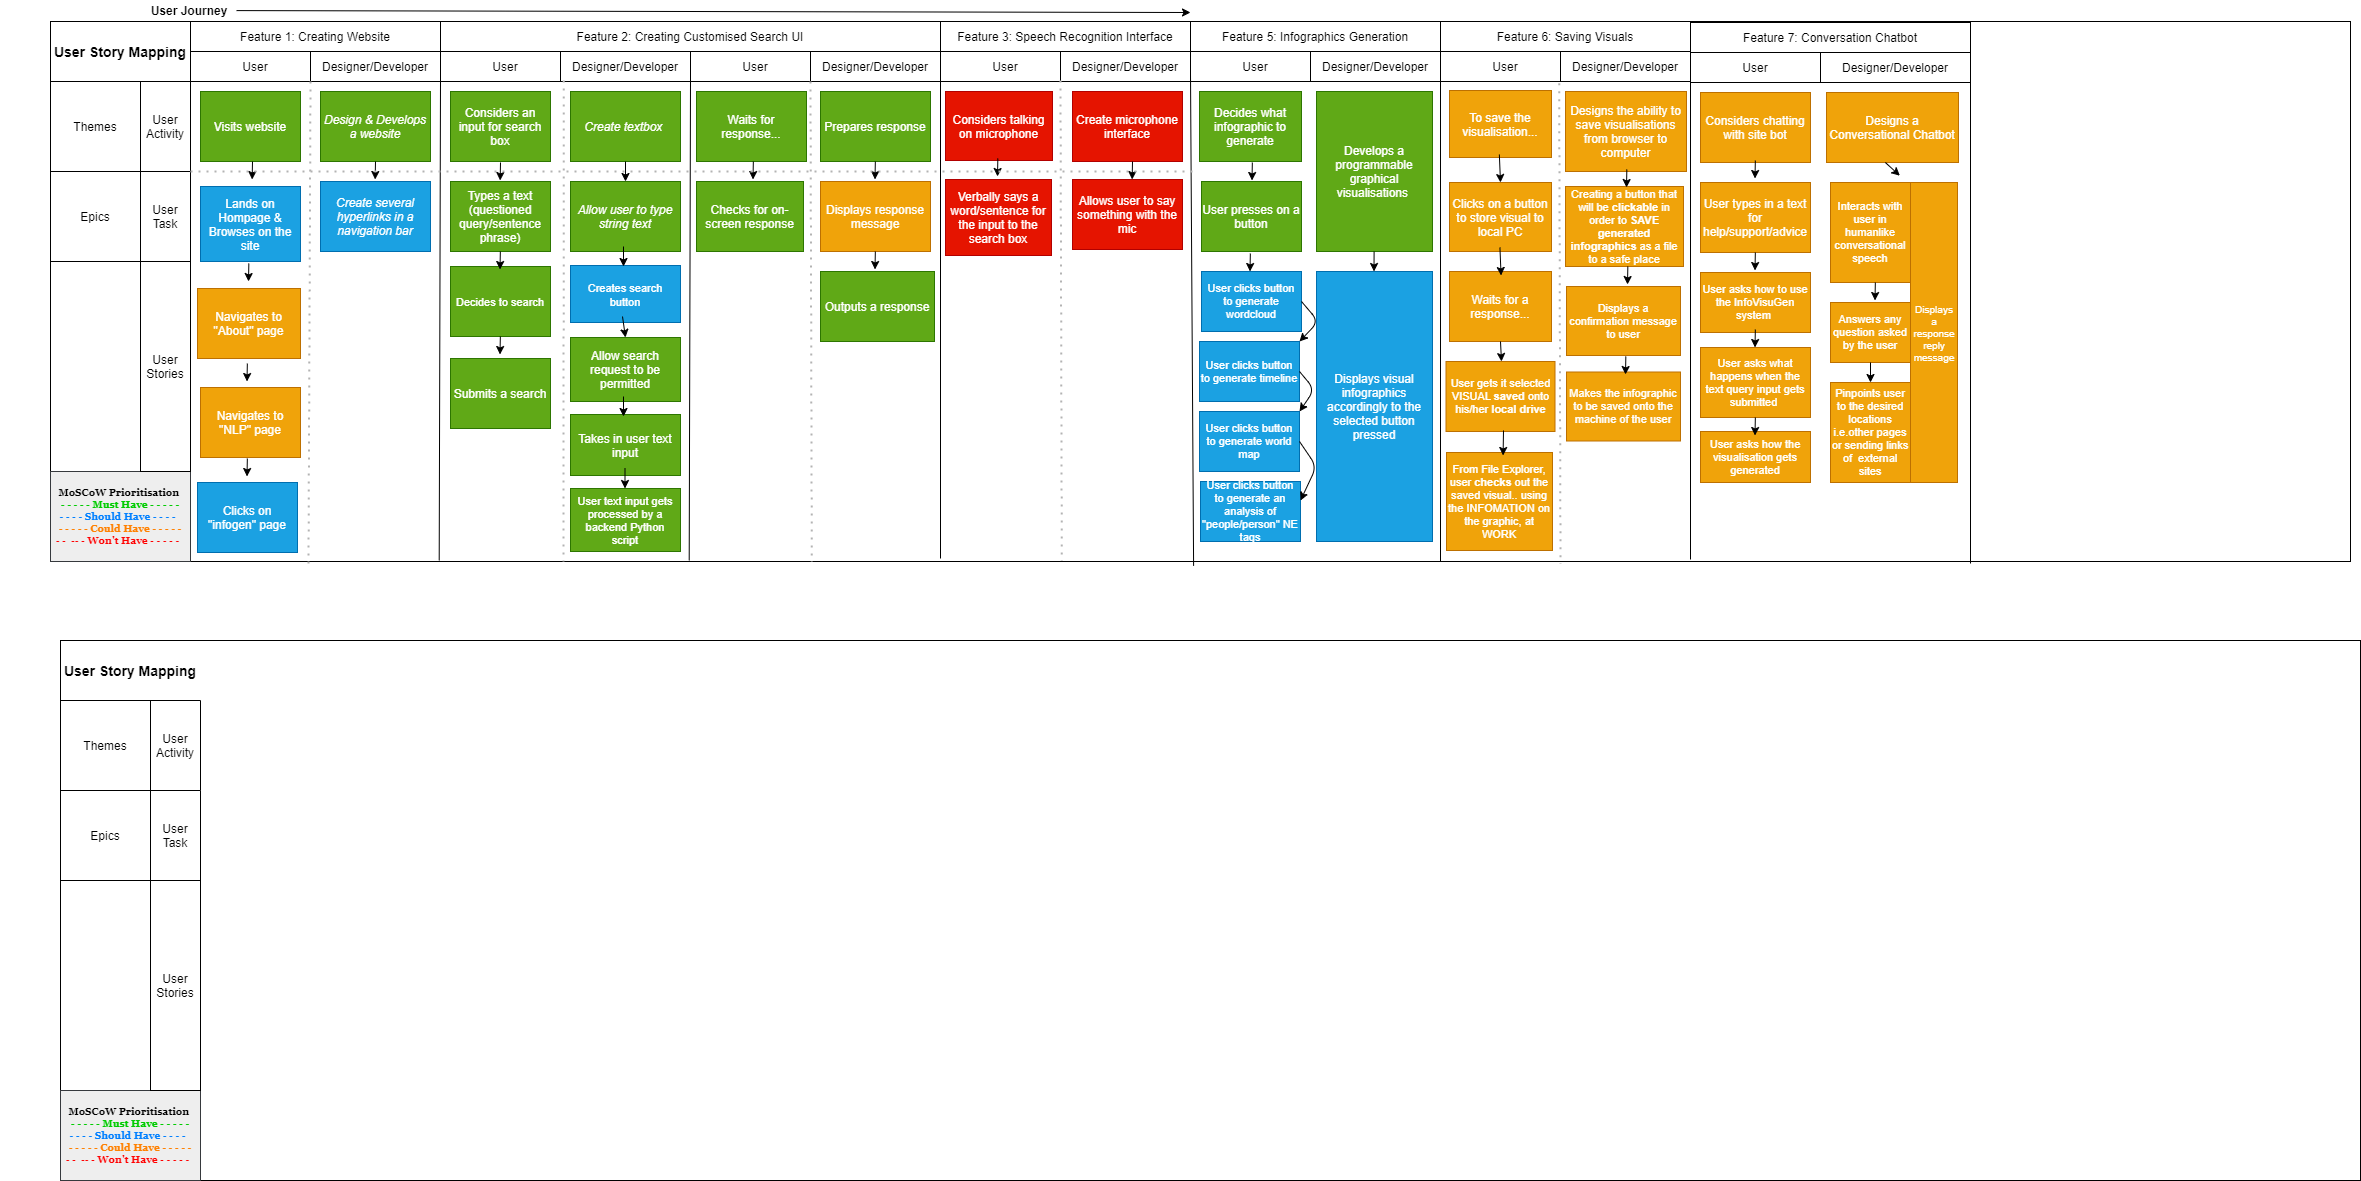 User Journey
User Story Mapping
Feature 1: Creating Website
Feature 2: Creating Customised Search UI
Feature 3: Speech Recognition Interface
Feature 5: Infographics Generation
Feature 6: Saving Visuals
Feature 7: Conversation Chatbot
User
Designer/Developer
User
Designer/Developer
User
Designer/Developer
User
Designer/Developer
User
Designer/Developer
User
Designer/Developer
User
Designer/Developer
Themes
User
Activity
Epics
User
Task
User
Stories
MoSCoW Prioritisation
- - - - - Must Have - - - - -
- - - - Should Have - - - -
- - - - - Could Have - - - - -
- - --- - Won't Have - - - - -
Visits website
Lands on
Hompage &
Browses on the
site
Navigates to
"About" page
Navigates to
"NLP" page
Clicks on
"infogen" page
Design & Develops
a website
Create several
hyperlinks in a
navigation bar
Considers an
input for search
box
Types a text
(questioned
query/sentence
phrase)
Decides to search
Submits a search
Create textbox
Allow user to type
string text
Creates search
button
Allow search
request to be
permitted
Takes in user text
input
User text input gets
processed by a
backend Python
script
Waits for
response...
Checks for on-
screen response
Prepares response
Displays response
message
Outputs a response
Considers talking
on microphone
Verbally says a
word/sentence for
the input to the
search box
Create microphone
interface
Allows user to say
something with the
mic
Decides what
infographic to
generate
User presses on a
button
User clicks button
to generate
wordcloud
User clicks button
to generate timeline
User clicks button
to generate world
map
User clicks button
to generate an
analysis of
"people/person" NE
tags
Develops a
programmable
graphical
visualisations
Displays visual
infographics
accordingly to the
selected button
pressed
To save the
visualisation...
Clicks on a button
to store visual to
local PC
Waits for a
response...
User gets it selected
VISUAL saved onto
his/her local drive
From File Explorer,
user checks out the
saved visual.. using
the INFOMATION on
the graphic, at
WORK
Designs the ability to
save visualisations
from browser to
computer
Creating a button that
will be clickable in
order to SAVE
generated
infographics as a file
to a safe place
Displays a
confirmation message
to user
Makes the infographic
to be saved onto the
machine of the user
Considers chatting
with site bot
User types in a text
for
help/support/advice
User asks how to use
the InfoVisuGen
system
User asks what
happens when the
text query input gets
submitted
User asks how the
visualisation gets
generated
Designs a
Conversational Chatbot
Interacts with
user in
humanlike
conversational
speech
Answers any
question asked
by the user
Pinpoints user
to the desired
locations
i.e.other pages
or sending links
of external
sites
Displays
a
response
reply
message
User Story Mapping
Themes
User
Activity
Epics
User
Task
User
Stories
MoSCoW Prioritisation
- - - - - Must Have - - - - -
- - - - Should Have - - - -
- - - - - Could Have - - - - -
- - --- - Won't Have - - - - -